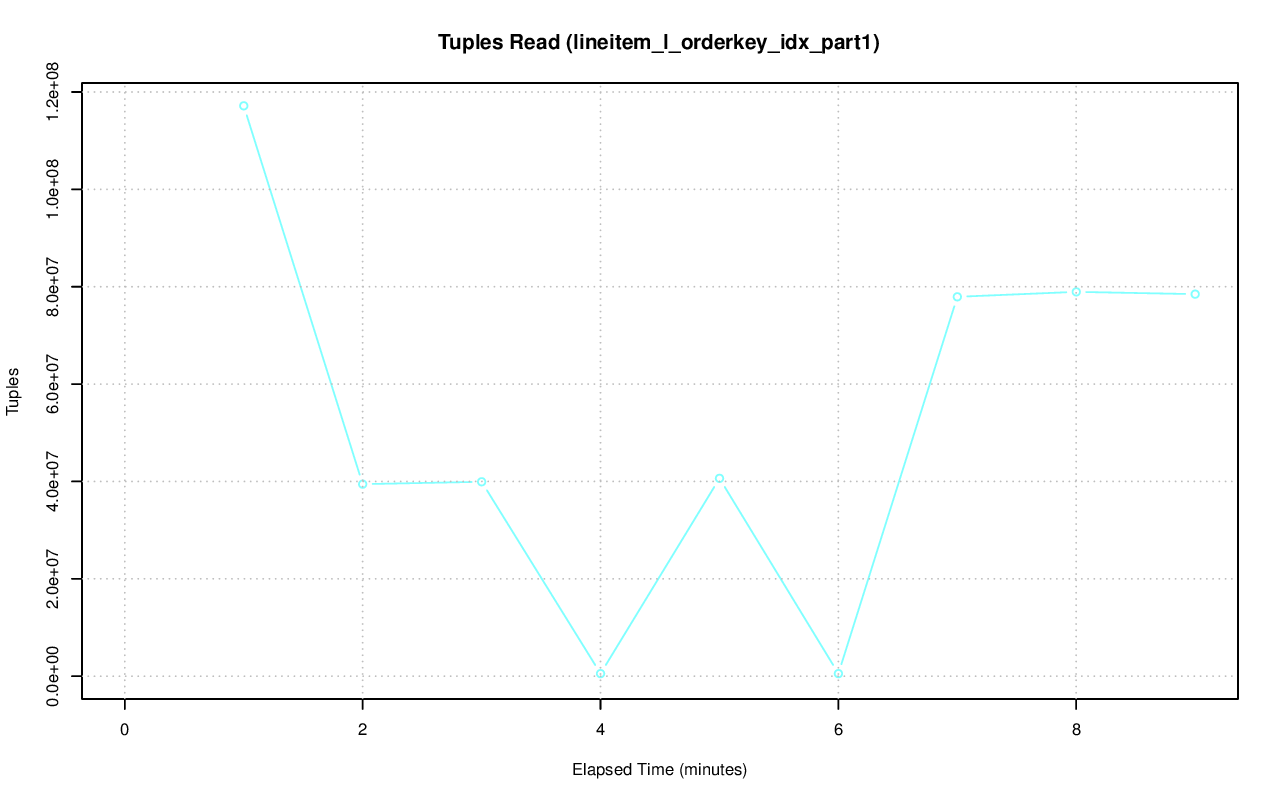 Tuples Read (lineitem_l_orderkey_idx_part1)
1.2e+08
1.0e+08
8.0e+07
6.0e+07
4.0e+07
2.0e+07
0.0e+00
Tuples
0 2 4 6 8
Elapsed Time (minutes)